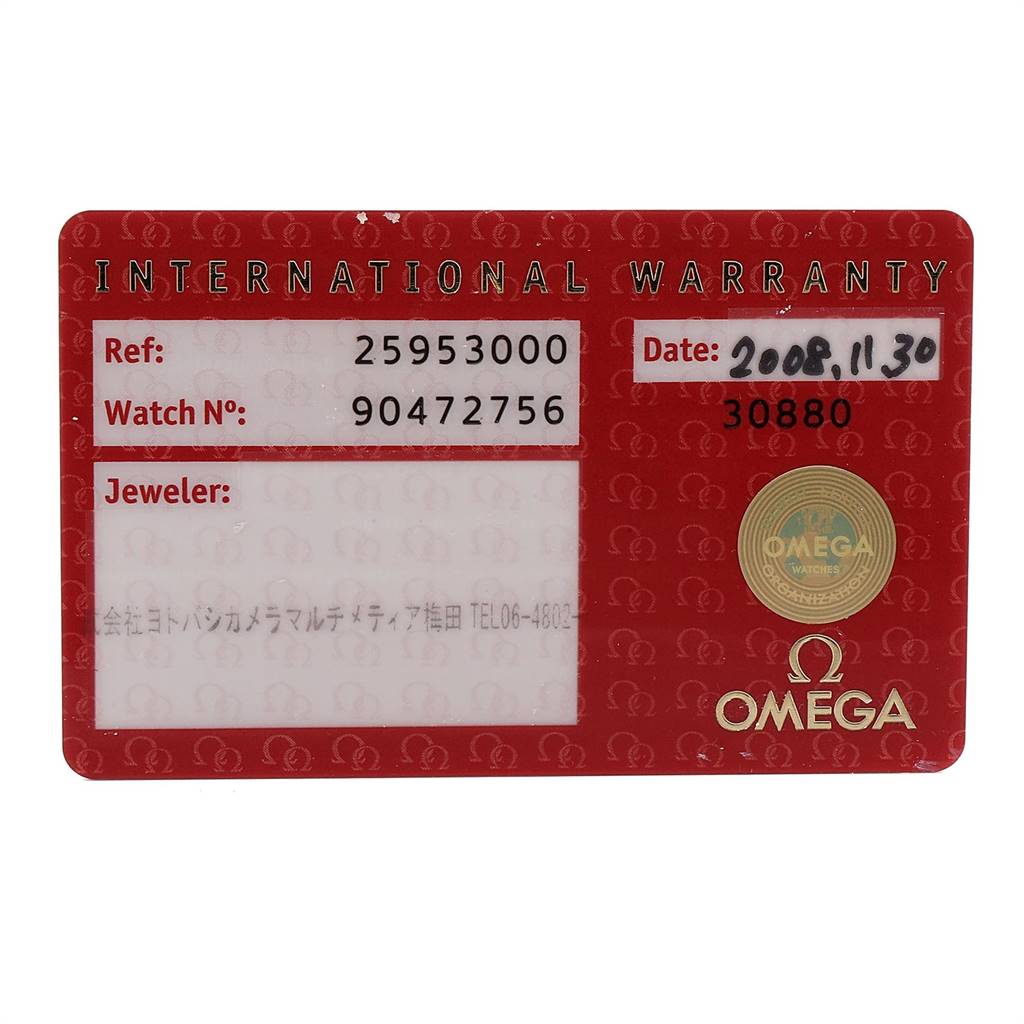 INTERNATIONAL WARRANTY
Ref: 25953000
Date: 2008.11.30
Watch Nº: 90472756
30880
Jeweler:
会社ヨドバシカメラマルチメディア梅田 TEL06-4802-
OMEGA
WATCHES
ORGANIZATION
Ω
OMEGA